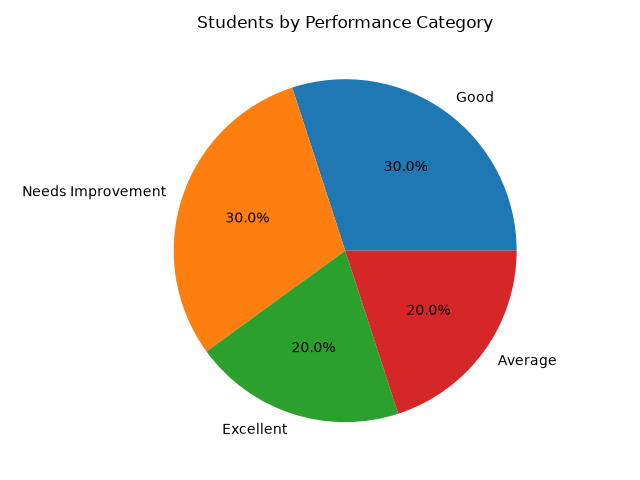 Students by Performance Category
Good
30.0%
Needs Improvement
30.0%
20.0%
Average
20.0%
Excellent